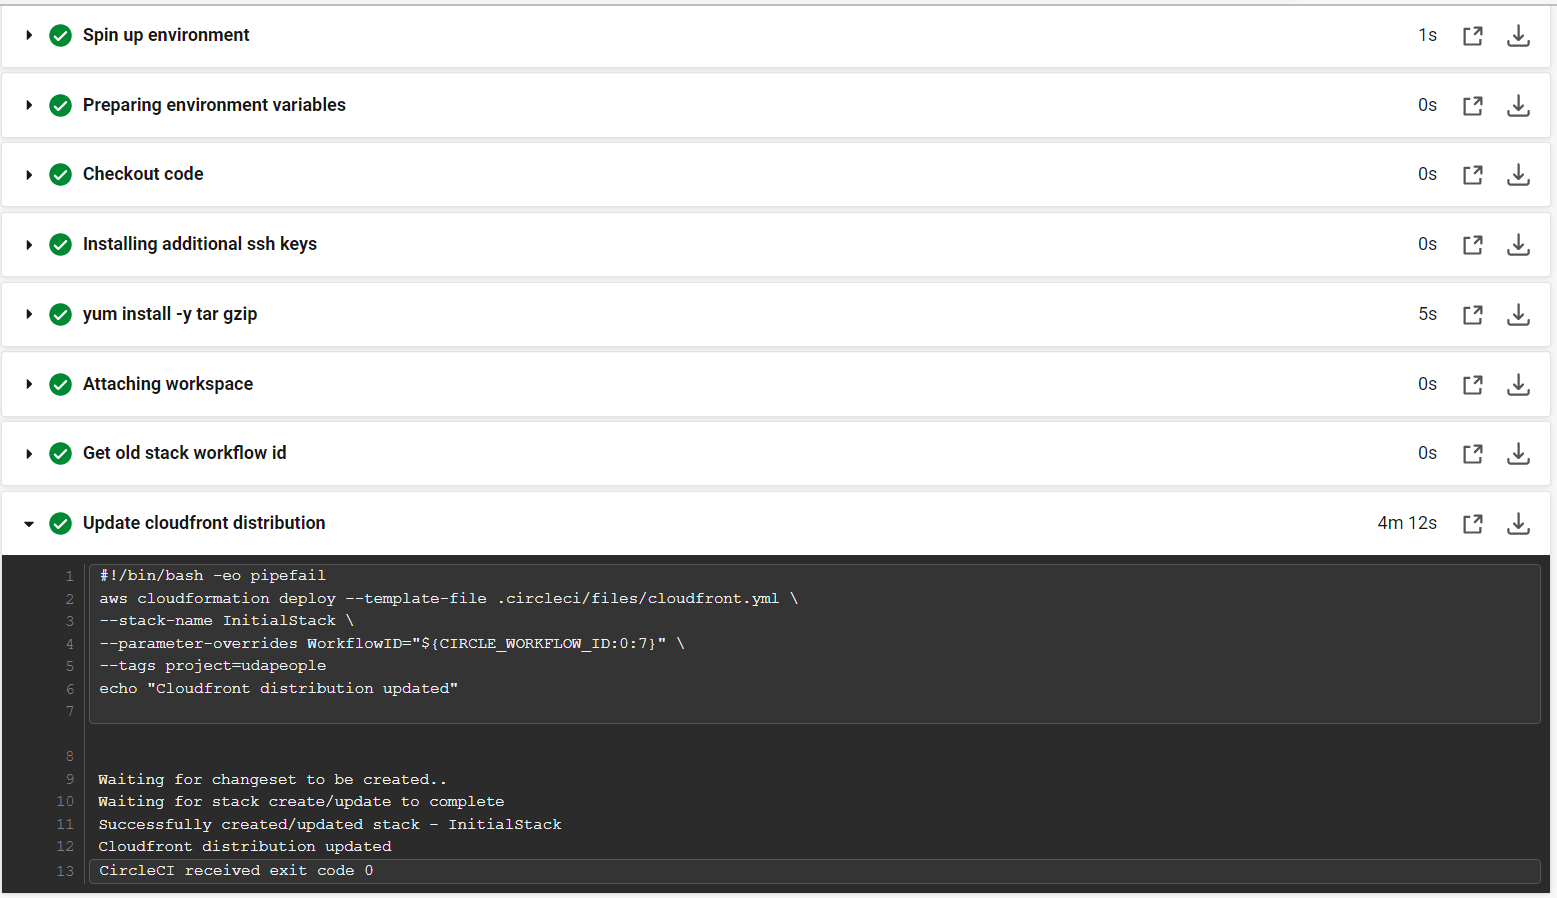 Spin up environment 1s
Preparing environment variables 0s
Checkout code 0s
Installing additional ssh keys 0s
yum install -y tar gzip 5s
Attaching workspace 0s
Get old stack workflow id 0s
Update cloudfront distribution 4m 12s
1 #!/bin/bash -eo pipefail
2 aws cloudformation deploy --template-file .circleci/files/cloudfront.yml \
3 --stack-name InitialStack \
4 --parameter-overrides WorkflowID="${CIRCLE_WORKFLOW_ID:0:7}" \
5 --tags project=udapeople
6 echo "Cloudfront distribution updated"
7
8
9 Waiting for changeset to be created..
10 Waiting for stack create/update to complete
11 Successfully created/updated stack - InitialStack
12 Cloudfront distribution updated
13 CircleCI received exit code 0